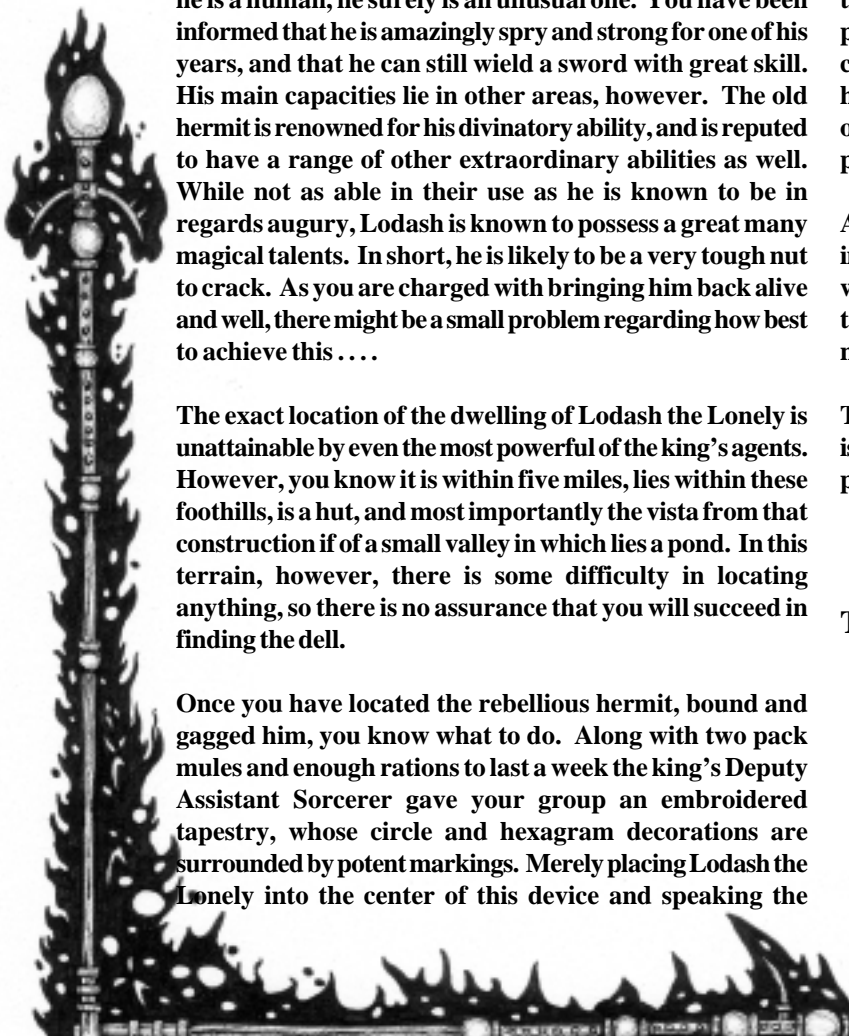 he is a human, he surely is an unusual one. You have been
informed that he is amazingly spry and strong for one of his
years, and that he can still wield a sword with great skill.
His main capacities lie in other areas, however. The old
hermit is renowned for his divinatory ability, and is reputed
to have a range of other extraordinary abilities as well.
While not as able in their use as he is known to be in
regards augury, Lodash is known to possess a great many
magical talents. In short, he is likely to be a very tough nut
to crack. As you are charged with bringing him back alive
and well, there might be a small problem regarding how best
to achieve this . . . .
The exact location of the dwelling of Lodash the Lonely is
unattainable by even the most powerful of the king's agents.
However, you know it is within five miles, lies within these
foothills, is a hut, and most importantly the vista from that
construction if of a small valley in which lies a pond. In this
terrain, however, there is some difficulty in locating
anything, so there is no assurance that you will succeed in
finding the dell.
Once you have located the rebellious hermit, bound and
gagged him, you know what to do. Along with two pack
mules and enough rations to last a week the king's Deputy
Assistant Sorcerer gave your group an embroidered
tapestry, whose circle and hexagram decorations are
surrounded by potent markings. Merely placing Lodash the
Lonely into the center of this device and speaking the